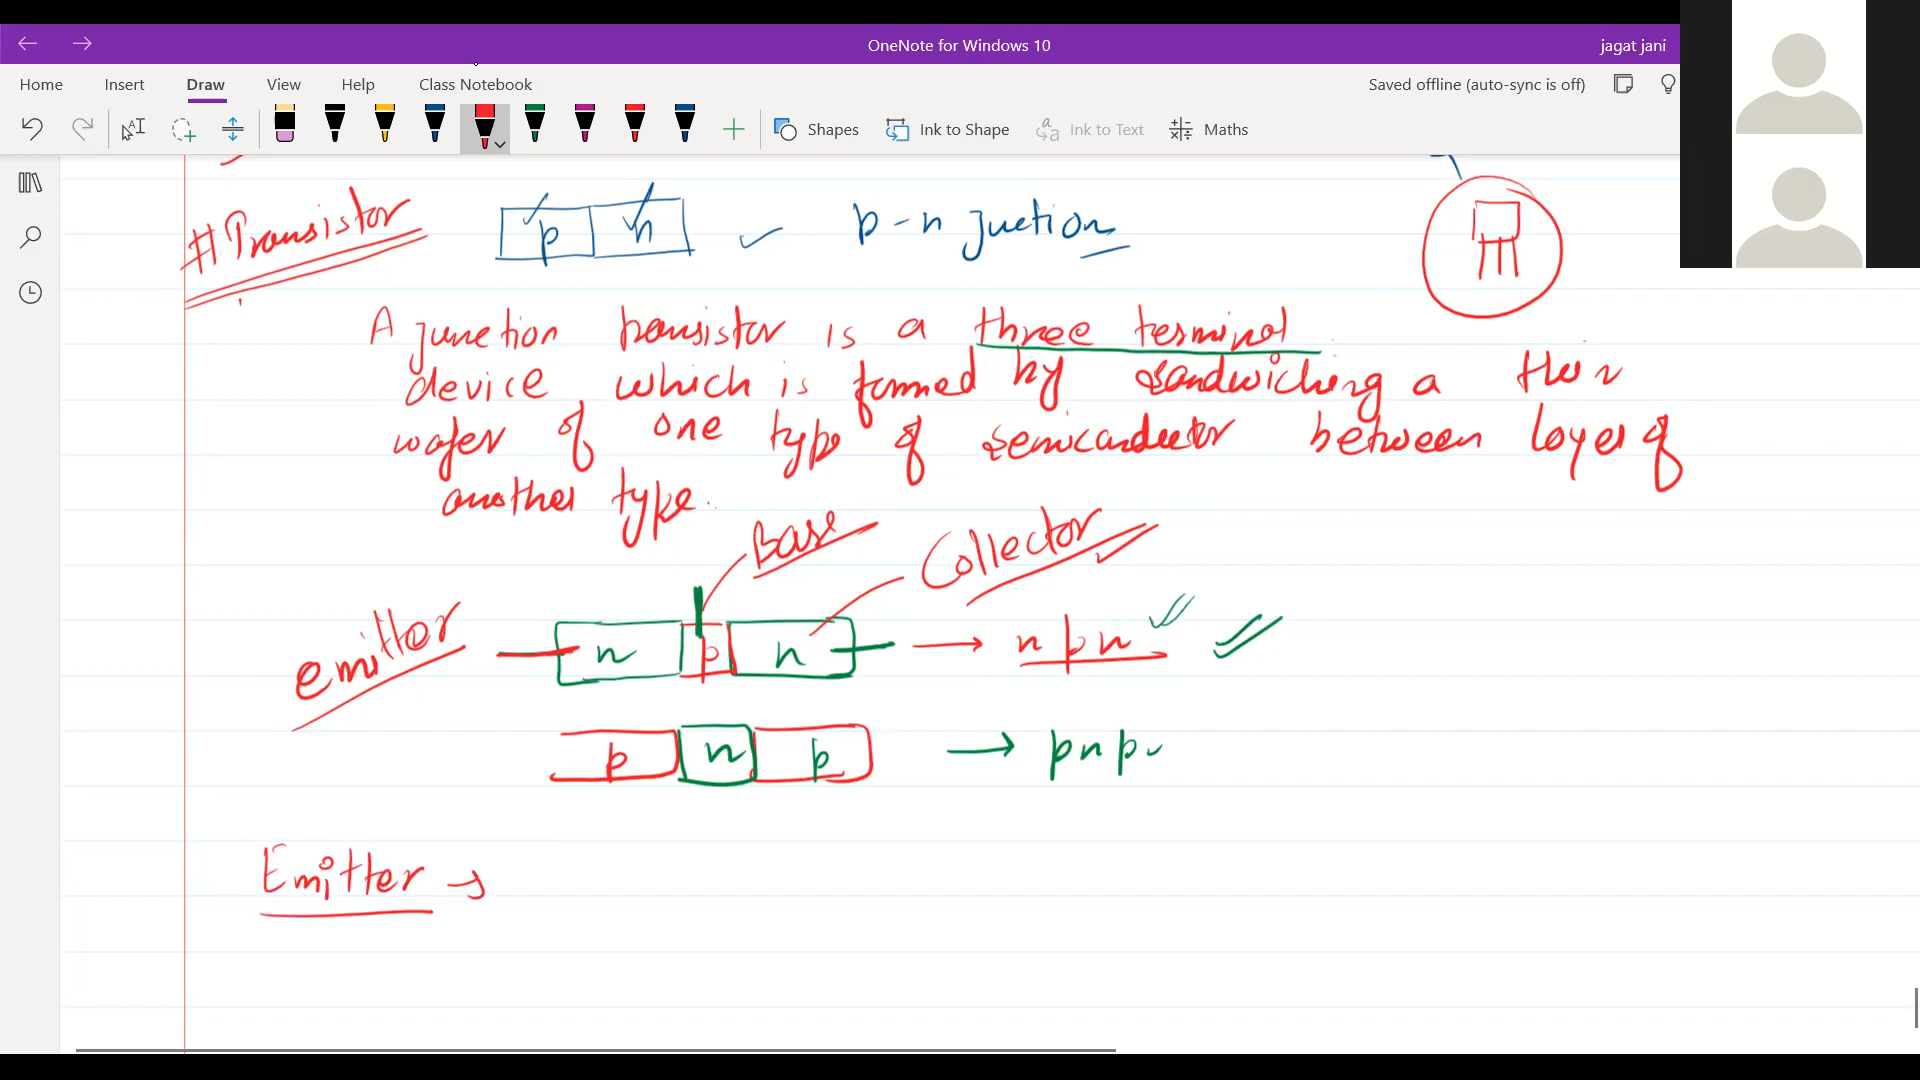 OneNote for Windows 10
jagat jani
Home Insert Draw View Help Class Notebook
Saved offline (auto-sync is off)
Shapes Ink to Shape Ink to Text Maths
#Transistor p n p-n juction
A junction transistor is a three terminal
device which is formed by sandwiching a thin
wafer of one type of semiconductor between layer of
another type.
Base Collector
emitter n p n → npn
p n p → pnp
Emitter →